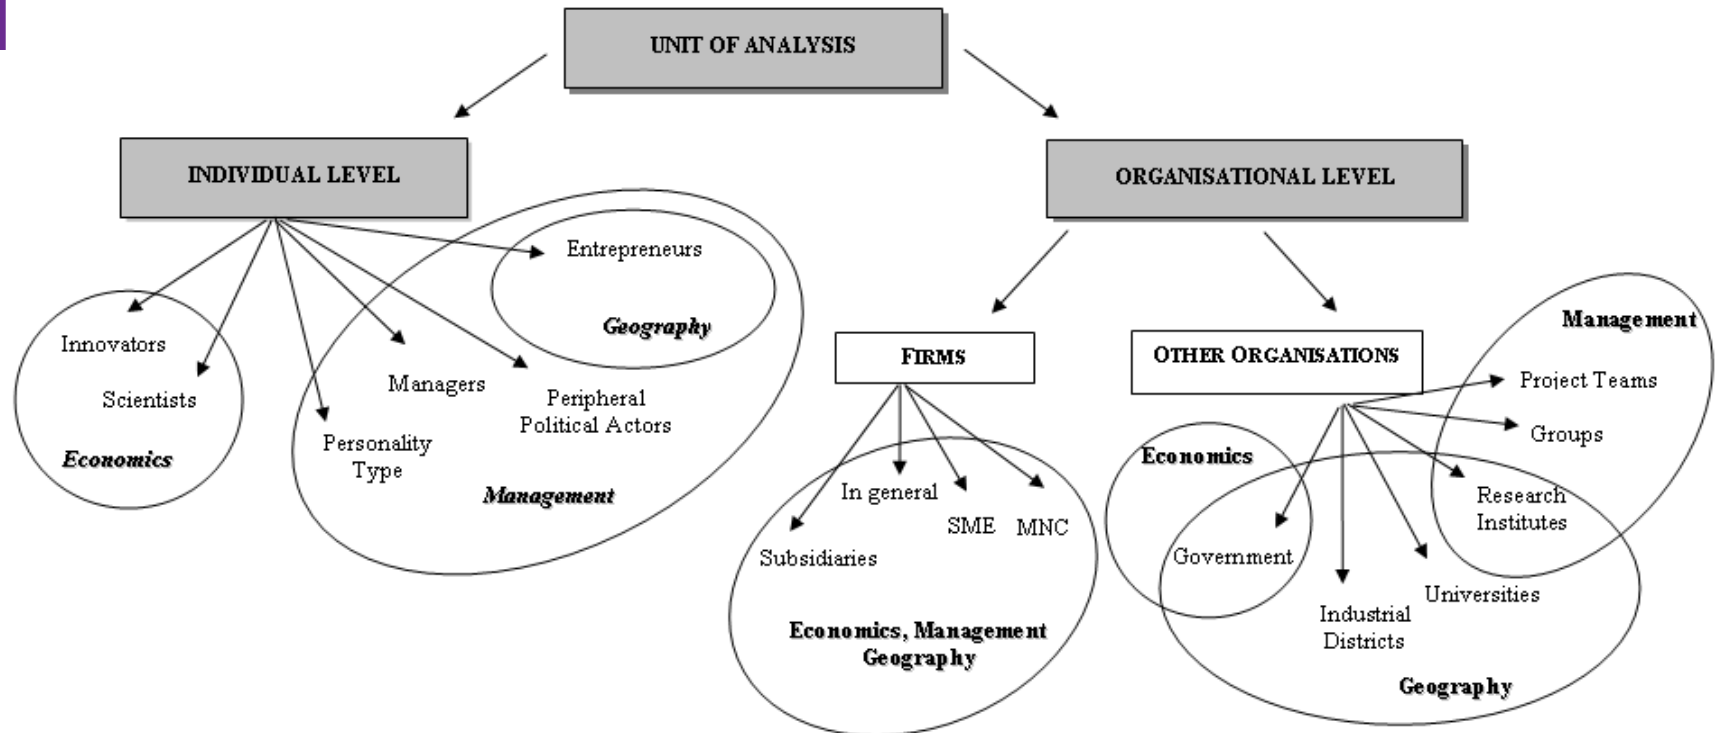 UNIT OF ANALYSIS
INDIVIDUAL LEVEL
ORGANISATIONAL LEVEL
Entrepreneurs
Geography
Innovators
Scientists
Economics
Managers
Peripheral
Political Actors
Personality
Type
Management
FIRMS
In general
SME
MNC
Subsidiaries
Economics, Management
Geography
OTHER ORGANISATIONS
Management
Project Teams
Groups
Economics
Research
Institutes
Government
Universities
Industrial
Districts
Geography